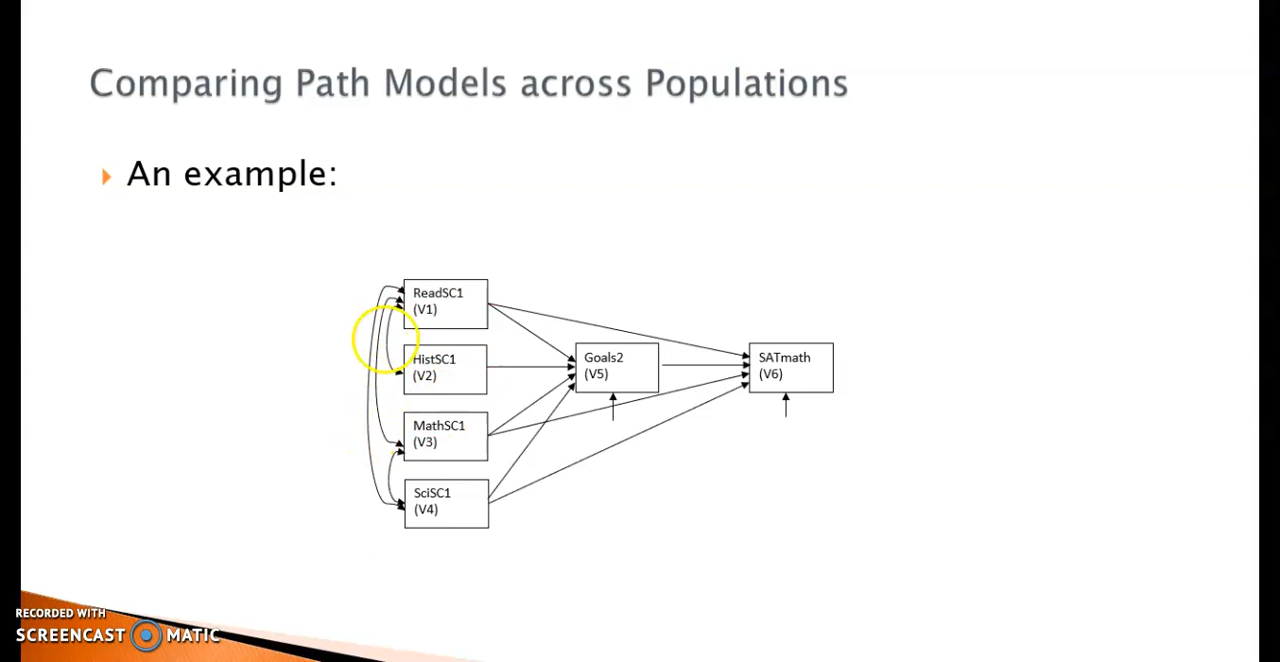 Comparing Path Models across Populations
An example:
ReadSC1
(V1)
HistSC1
(V2)
MathSC1
(V3)
SciSC1
(V4)
Goals2
(V5)
SATmath
(V6)
RECORDED WITH
SCREENCAST MATIC